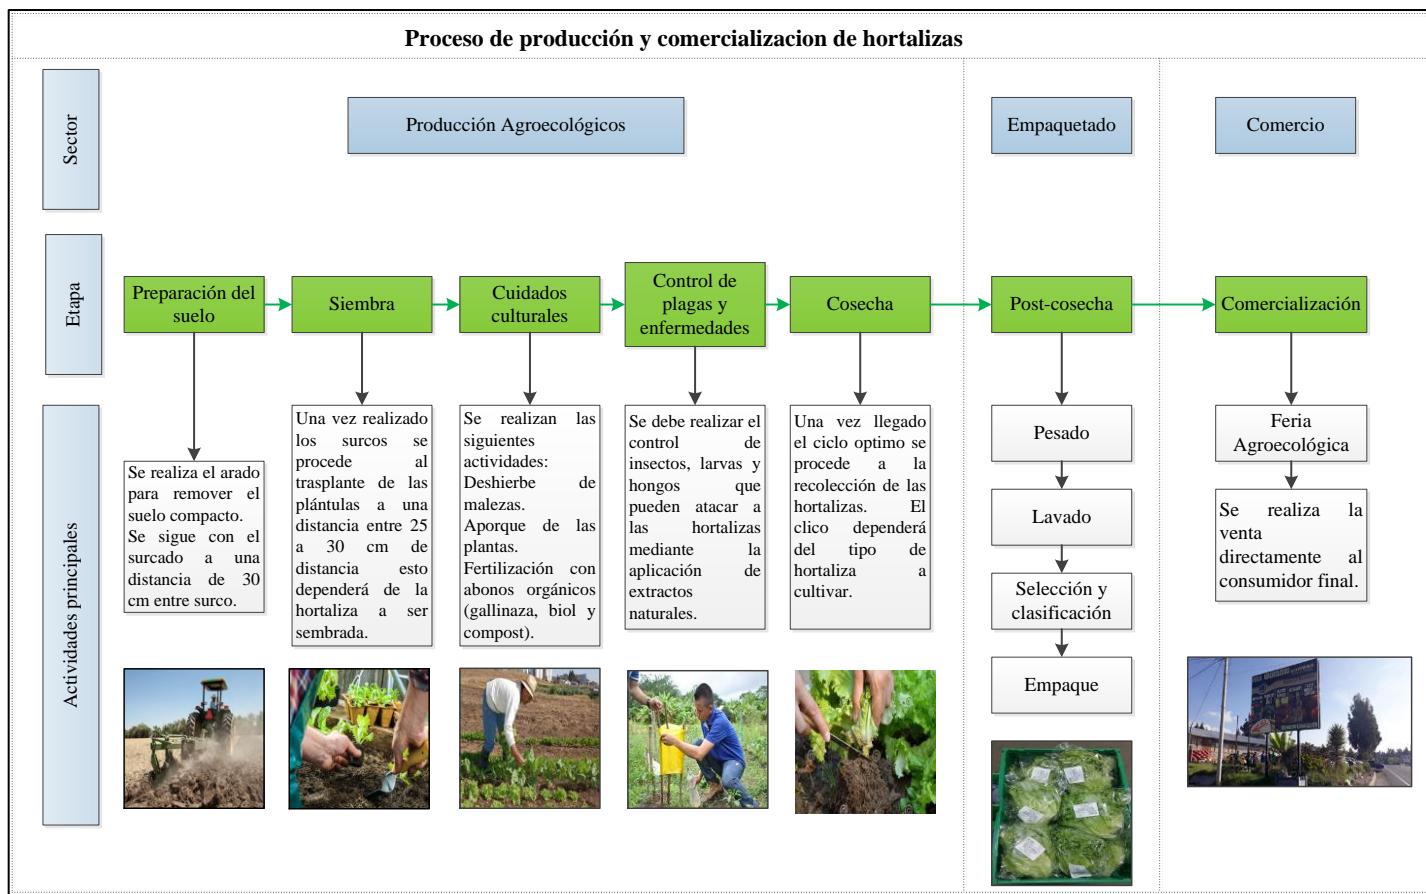 Proceso de producción y comercializacion de hortalizas
Sector
Producción Agroecológicos
Empaquetado
Comercio
Etapa
Preparación del
suelo
Siembra
Cuidados
culturales
Control de
plagas y
enfermedades
Cosecha
Post-cosecha
Comercialización
Actividades principales
Se realiza el arado
para remover el
suelo compacto.
Se sigue con el
surcado a una
distancia de 30
cm entre surco.
Una vez realizado
los surcos se
procede al
trasplante de las
plántulas a una
distancia entre 25
a 30 cm de
distancia esto
dependerá de la
hortaliza a ser
sembrada.
Se realizan las
siguientes
actividades:
Deshierbe de
malezas.
Aporque de las
plantas.
Fertilización con
abonos orgánicos
(gallinaza, biol y
compost).
Se debe realizar el
control de
insectos, larvas y
hongos que
pueden atacar a
las hortalizas
mediante la
aplicación de
extractos
naturales.
Una vez llegado
el ciclo optimo se
procede a la
recolección de las
hortalizas. El
clico dependerá
del tipo de
hortaliza a
cultivar.
Pesado
Lavado
Selección y
clasificación
Empaque
Feria
Agroecológica
Se realiza la
venta
directamente al
consumidor final.